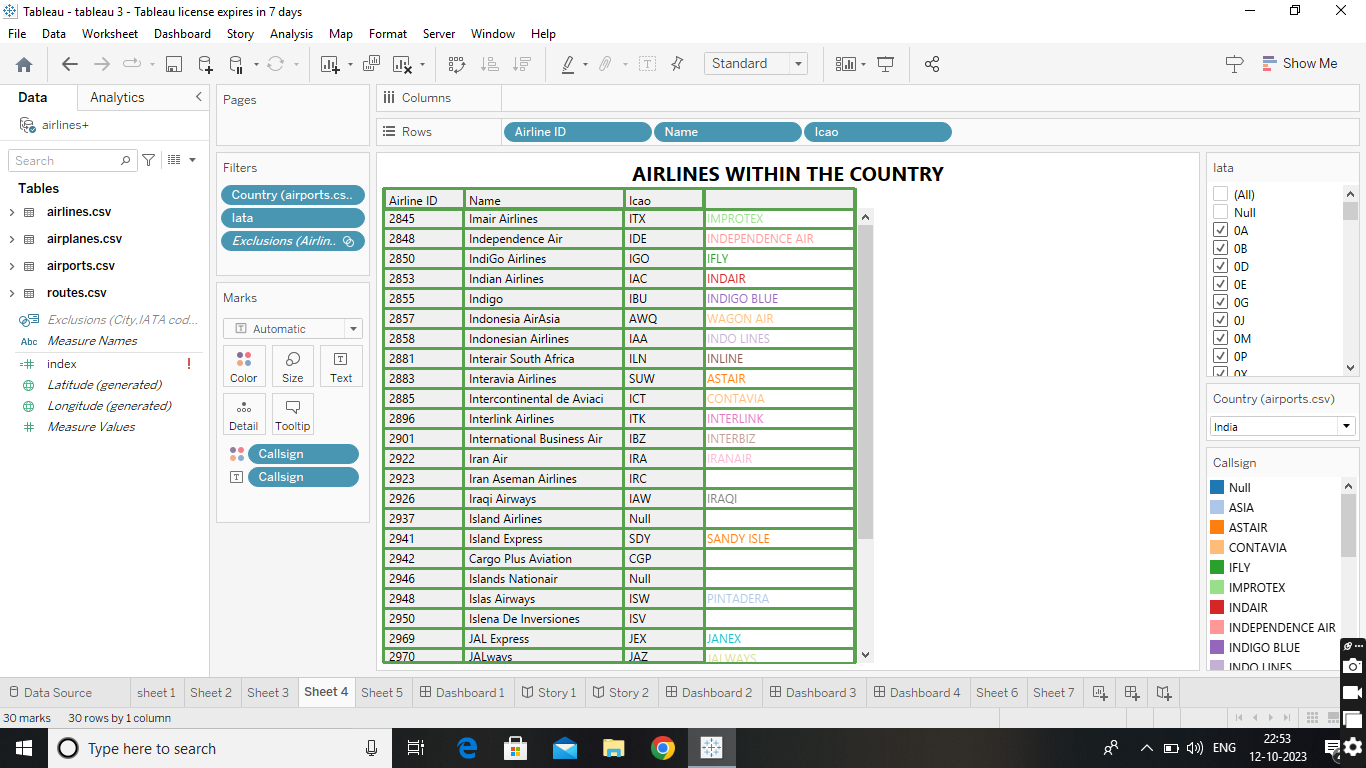 Tableau - tableau 3 - Tableau license expires in 7 days
File Data Worksheet Dashboard Story Analysis Map Format Server Window Help
Standard
Show Me
Data Analytics
airlines+
Search
Tables
airlines.csv
airplanes.csv
airports.csv
routes.csv
Exclusions (City,IATA cod...
Abc Measure Names
index !
Latitude (generated)
Longitude (generated)
Measure Values
Pages
Filters
Country (airports.cs..
Iata
Exclusions (Airlin..
Marks
Automatic
Color Size Text
Detail Tooltip
Callsign
Callsign
Columns
Rows Airline ID Name Icao
AIRLINES WITHIN THE COUNTRY
Airline ID Name Icao
2845 Imair Airlines ITX IMPROTEX
2848 Independence Air IDE INDEPENDENCE AIR
2850 IndiGo Airlines IGO IFLY
2853 Indian Airlines IAC INDAIR
2855 Indigo IBU INDIGO BLUE
2857 Indonesia AirAsia AWQ WAGON AIR
2858 Indonesian Airlines IAA INDO LINES
2881 Interair South Africa ILN INLINE
2883 Interavia Airlines SUW ASTAIR
2885 Intercontinental de Aviaci ICT CONTAVIA
2896 Interlink Airlines ITK INTERLINK
2901 International Business Air IBZ INTERBIZ
2922 Iran Air IRA IRANAIR
2923 Iran Aseman Airlines IRC
2926 Iraqi Airways IAW IRAQI
2937 Island Airlines Null
2941 Island Express SDY SANDY ISLE
2942 Cargo Plus Aviation CGP
2946 Islands Nationair Null
2948 Islas Airways ISW PINTADERA
2950 Islena De Inversiones ISV
2969 JAL Express JEX JANEX
2970 JALways JAZ JALWAYS
Iata
(All)
Null
0A
0B
0D
0E
0G
0J
0M
0P
0X
Country (airports.csv)
India
Callsign
Null
ASIA
ASTAIR
CONTAVIA
IFLY
IMPROTEX
INDAIR
INDEPENDENCE AIR
INDIGO BLUE
INDO LINES
Data Source sheet 1 Sheet 2 Sheet 3 Sheet 4 Sheet 5 Dashboard 1 Story 1 Story 2 Dashboard 2 Dashboard 3 Dashboard 4 Sheet 6 Sheet 7
30 marks 30 rows by 1 column
Type here to search
ENG
22:53
12-10-2023